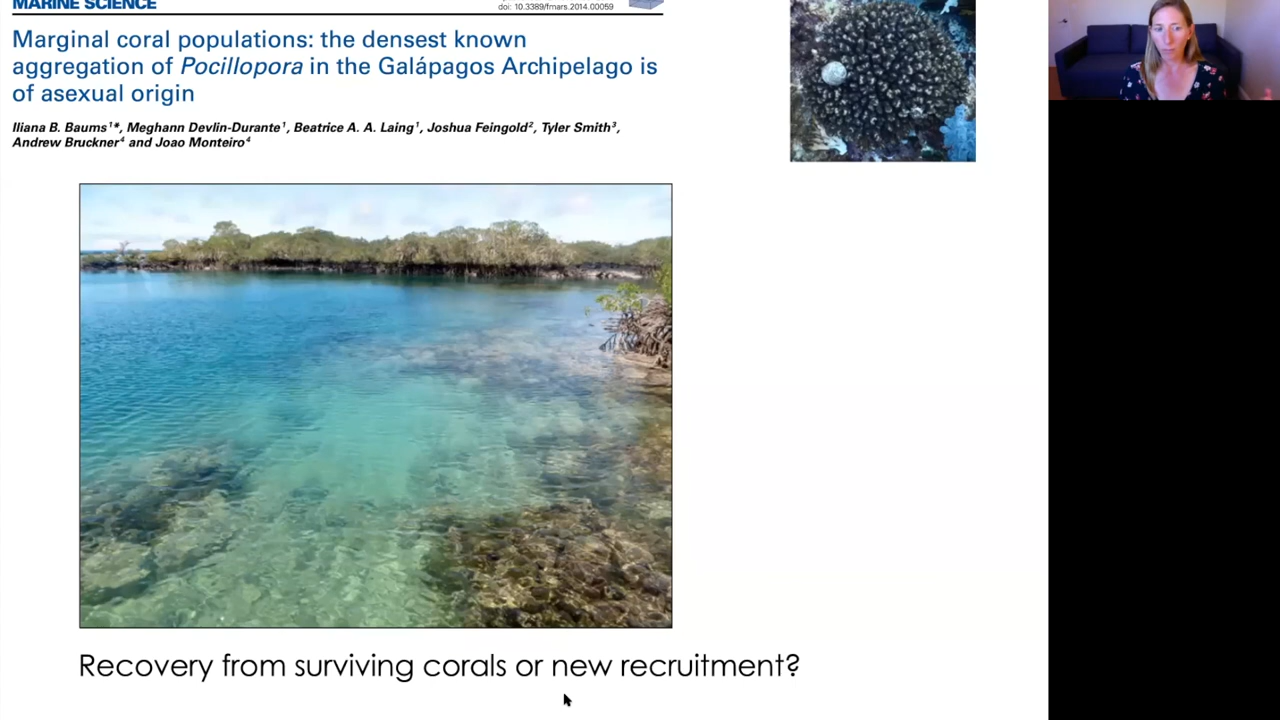 MARINE SCIENCE
doi: 10.3389/fmars.2014.00059
Marginal coral populations: the densest known
aggregation of Pocillopora in the Galápagos Archipelago is
of asexual origin
Iliana B. Baums¹*, Meghann Devlin-Durante¹, Beatrice A. A. Laing¹, Joshua Feingold², Tyler Smith³,
Andrew Bruckner⁴ and Joao Monteiro⁴
Recovery from surviving corals or new recruitment?